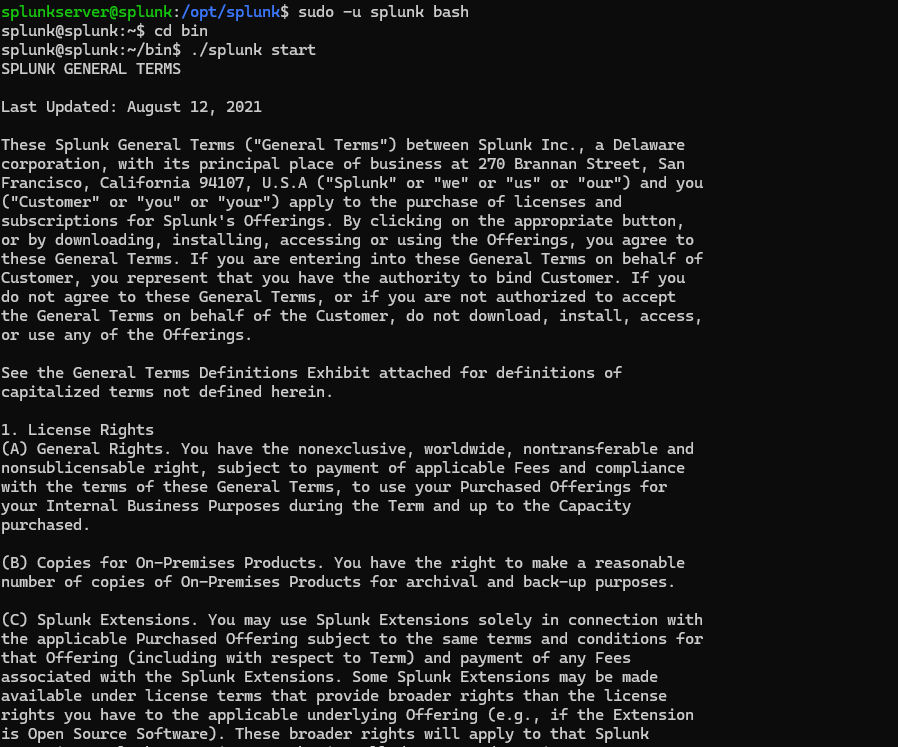 splunkserver@splunk:/opt/splunk$ sudo -u splunk bash
splunk@splunk:~$ cd bin
splunk@splunk:~/bin$ ./splunk start
SPLUNK GENERAL TERMS
Last Updated: August 12, 2021
These Splunk General Terms ("General Terms") between Splunk Inc., a Delaware
corporation, with its principal place of business at 270 Brannan Street, San
Francisco, California 94107, U.S.A ("Splunk" or "we" or "us" or "our") and you
("Customer" or "you" or "your") apply to the purchase of licenses and
subscriptions for Splunk's Offerings. By clicking on the appropriate button,
or by downloading, installing, accessing or using the Offerings, you agree to
these General Terms. If you are entering into these General Terms on behalf of
Customer, you represent that you have the authority to bind Customer. If you
do not agree to these General Terms, or if you are not authorized to accept
the General Terms on behalf of the Customer, do not download, install, access,
or use any of the Offerings.
See the General Terms Definitions Exhibit attached for definitions of
capitalized terms not defined herein.
1. License Rights
(A) General Rights. You have the nonexclusive, worldwide, nontransferable and
nonsublicensable right, subject to payment of applicable Fees and compliance
with the terms of these General Terms, to use your Purchased Offerings for
your Internal Business Purposes during the Term and up to the Capacity
purchased.
(B) Copies for On-Premises Products. You have the right to make a reasonable
number of copies of On-Premises Products for archival and back-up purposes.
(C) Splunk Extensions. You may use Splunk Extensions solely in connection with
the applicable Purchased Offering subject to the same terms and conditions for
that Offering (including with respect to Term) and payment of any Fees
associated with the Splunk Extensions. Some Splunk Extensions may be made
available under license terms that provide broader rights than the license
rights you have to the applicable underlying Offering (e.g., if the Extension
is Open Source Software). These broader rights will apply to that Splunk